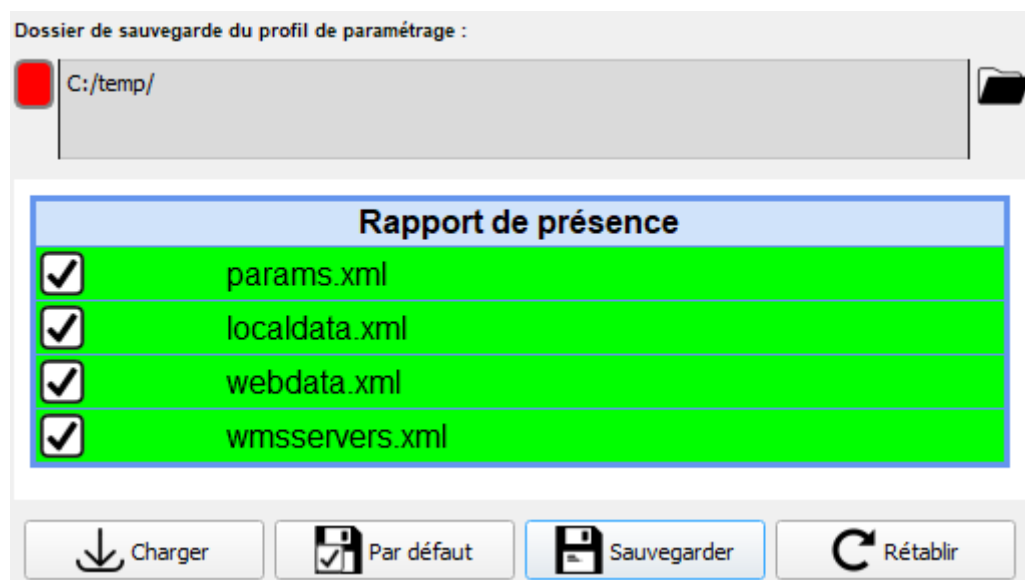 Dossier de sauvegarde du profil de paramétrage :
C:/temp/
Rapport de présence
params.xml
localdata.xml
webdata.xml
wmsservers.xml
Charger Par défaut Sauvegarder Rétablir